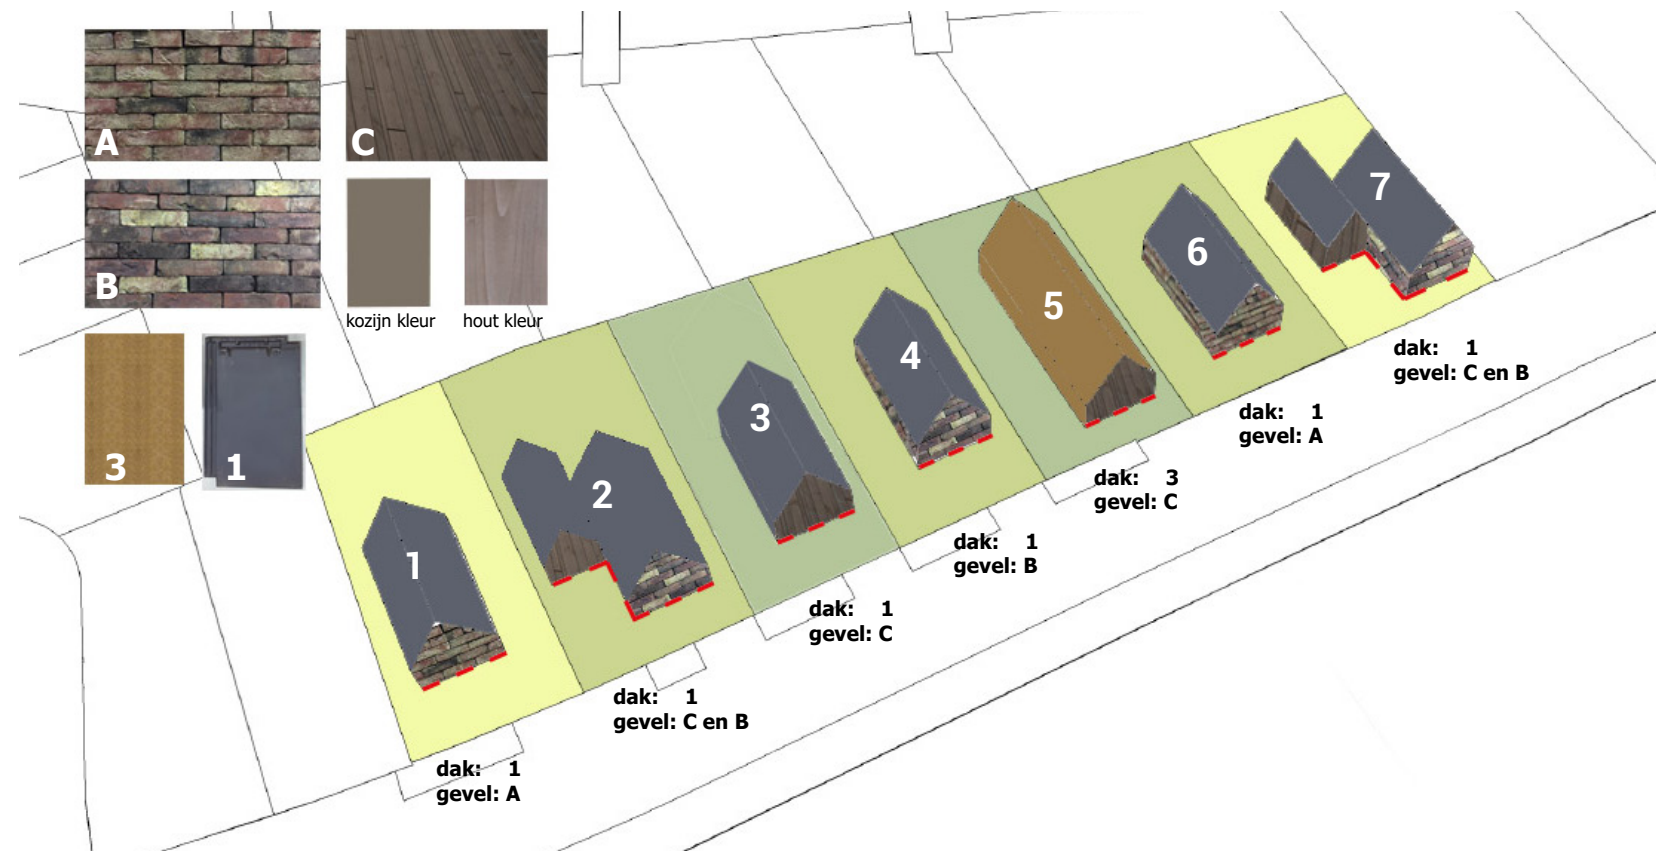 A
C
B
kozijn kleur
hout kleur
3
1
1
2
3
4
5
6
7
dak: 1
gevel: A
dak: 1
gevel: C en B
dak: 1
gevel: C
dak: 1
gevel: B
dak: 3
gevel: C
dak: 1
gevel: A
dak: 1
gevel: C en B